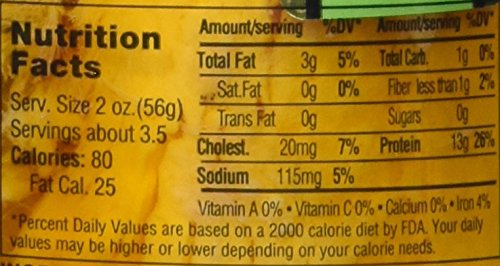 Nutrition Facts
Serv. Size 2 oz.(56g)
Servings about 3.5
Calories: 80
Fat Cal. 25
Amount/serving %DV* Amount/serving %DV*
Total Fat 3g 5% Total Carb. 1g 0%
Sat.Fat 0g 0% Fiber less than 1g 2%
Trans Fat 0g Sugars 0g
Cholest. 20mg 7% Protein 13g 26%
Sodium 115mg 5%
Vitamin A 0% • Vitamin C 0% • Calcium 0% • Iron 4%
*Percent Daily Values are based on a 2000 calorie diet by FDA. Your daily
values may be higher or lower depending on your calorie needs.